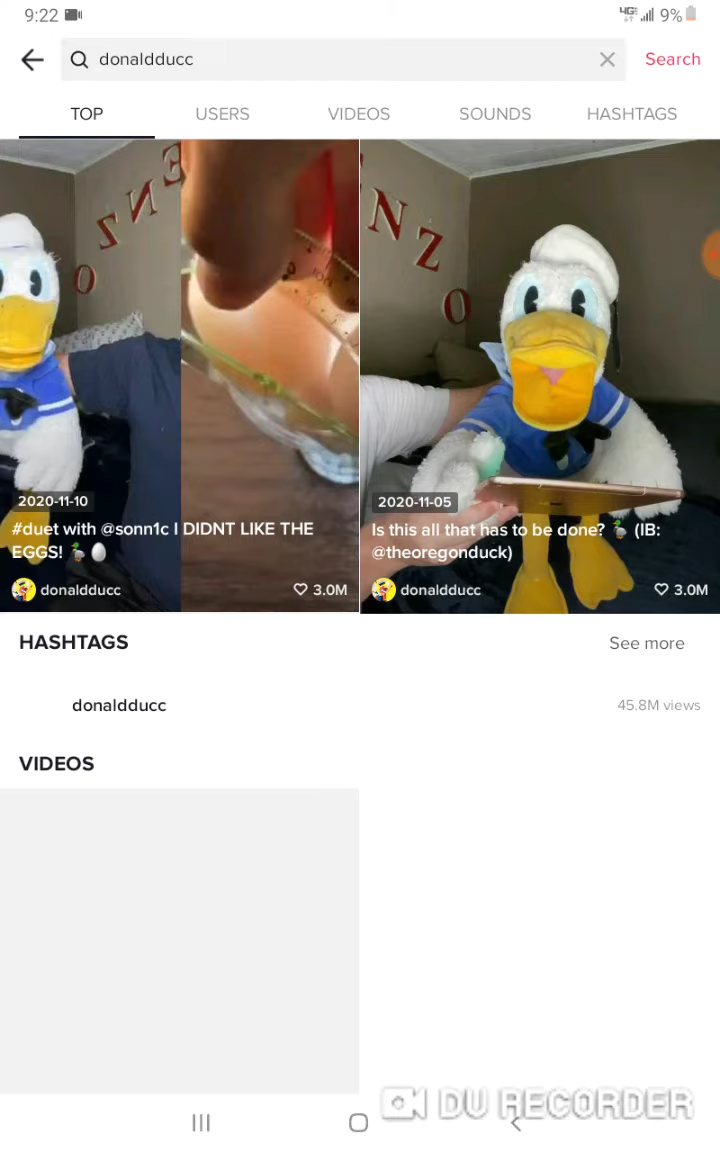 9:22
4G 9%
donaldducc
Search
TOP USERS VIDEOS SOUNDS HASHTAGS
ENZO
ENZO
2020-11-10
#duet with @sonn1c I DIDNT LIKE THE
EGGS! 🦆🥚
donaldducc
3.0M
2020-11-05
Is this all that has to be done? 🦆 (IB:
@theoregonduck)
donaldducc
3.0M
HASHTAGS
See more
donaldducc
45.8M views
VIDEOS
DU RECORDER